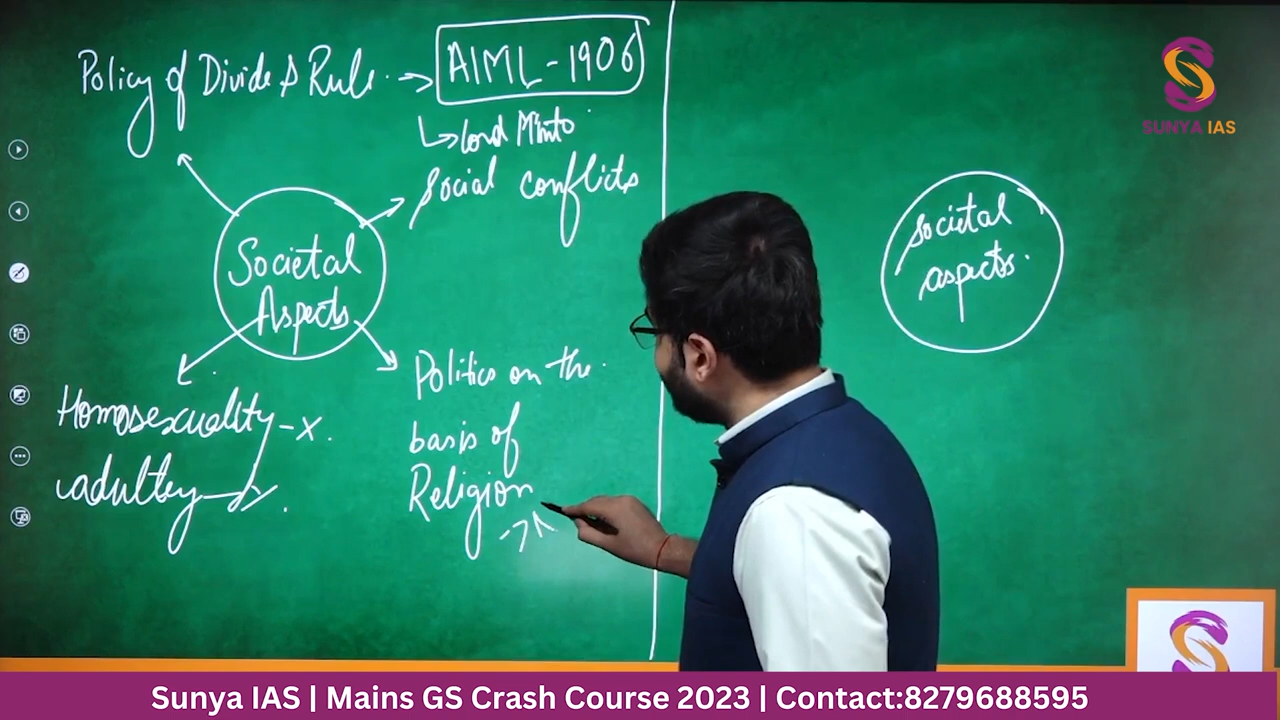 Policy of Divide & Rule. → AIML - 1906
↳ Lord Minto
Social conflicts
Societal
Aspects
Homosexuality - x.
adultery
Politics on the
basis of
Religion
societal
aspects.
SUNYA IAS
Sunya IAS | Mains GS Crash Course 2023 | Contact:8279688595